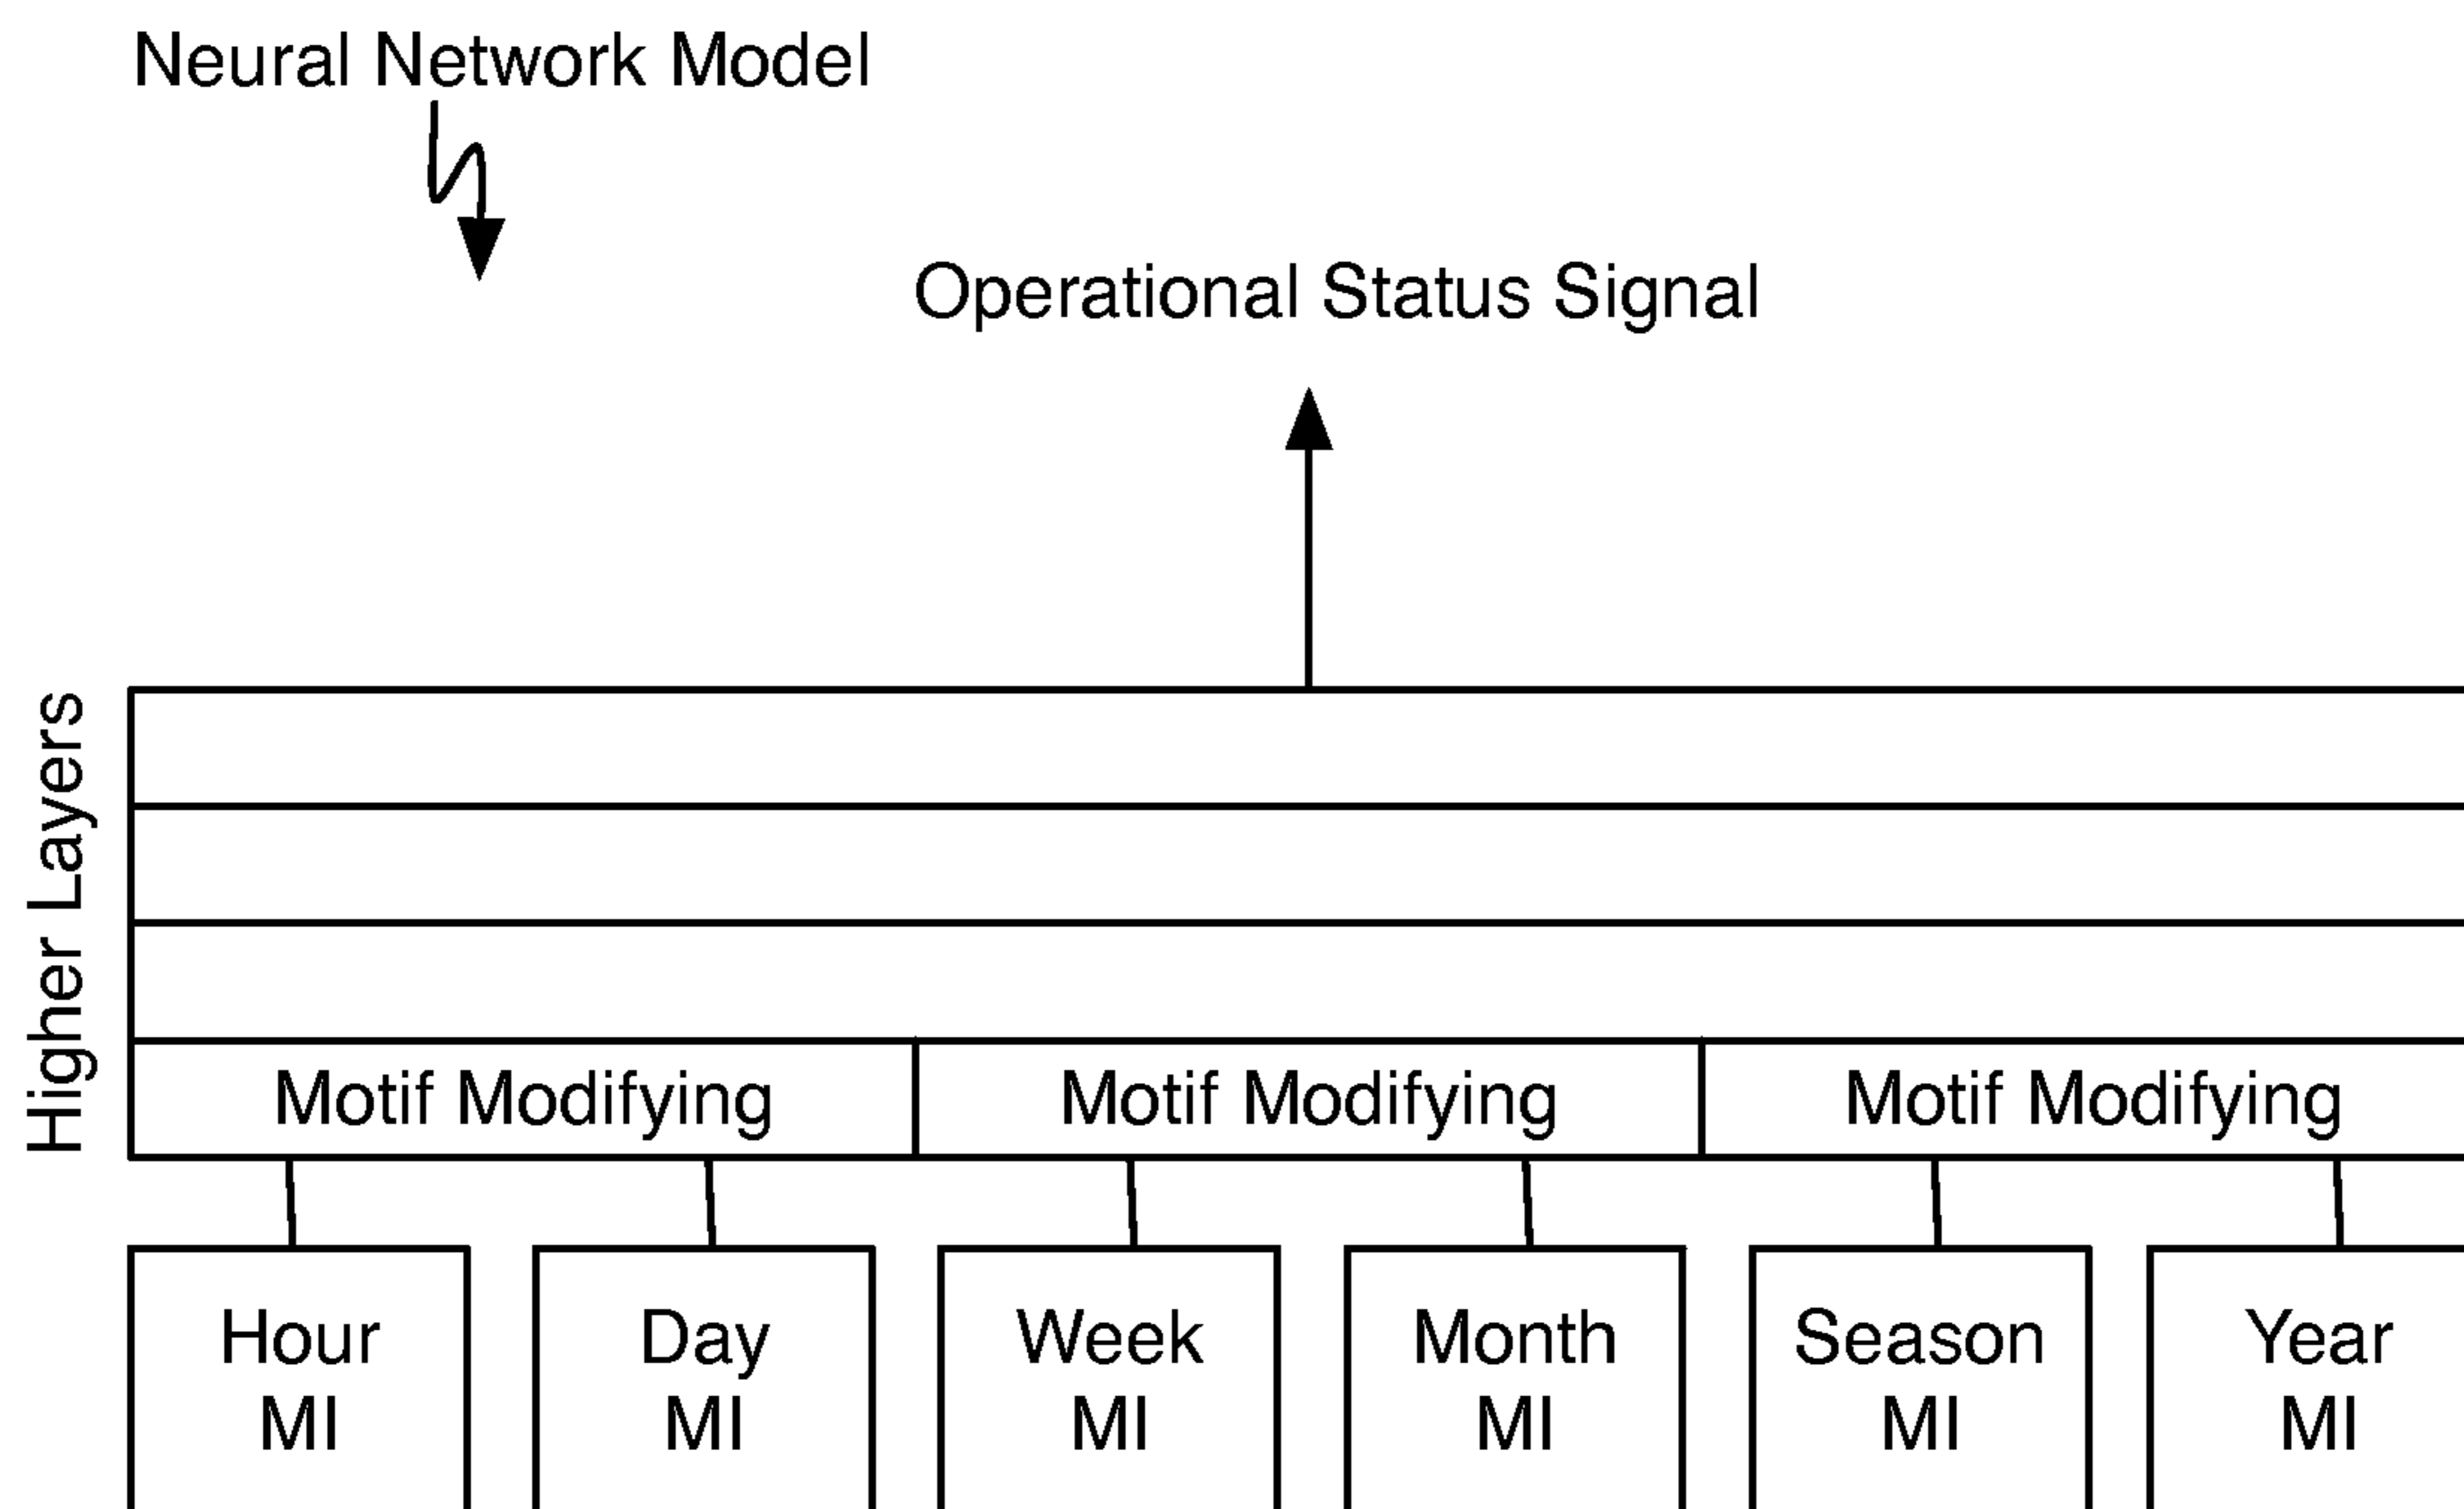 Neural Network Model
Operational Status Signal
Higher Layers
Motif Modifying
Motif Modifying
Motif Modifying
Hour
MI
Day
MI
Week
MI
Month
MI
Season
MI
Year
MI